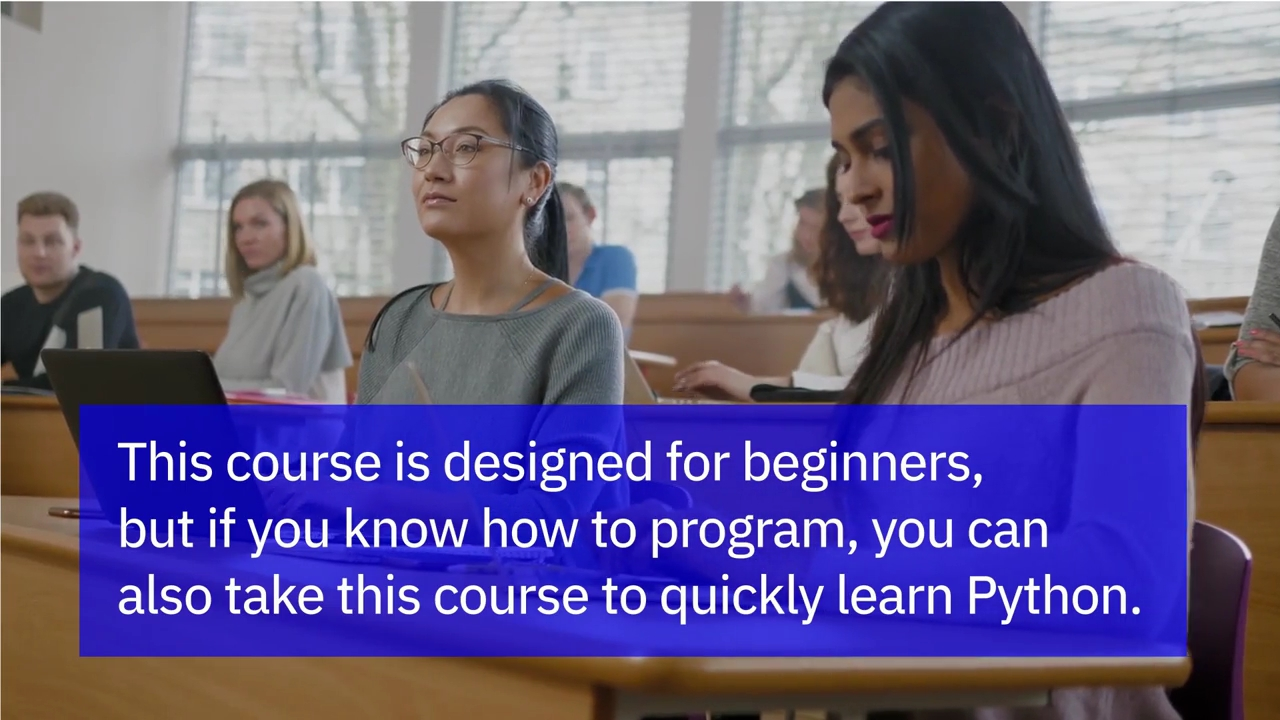 This course is designed for beginners,
but if you know how to program, you can
also take this course to quickly learn Python.